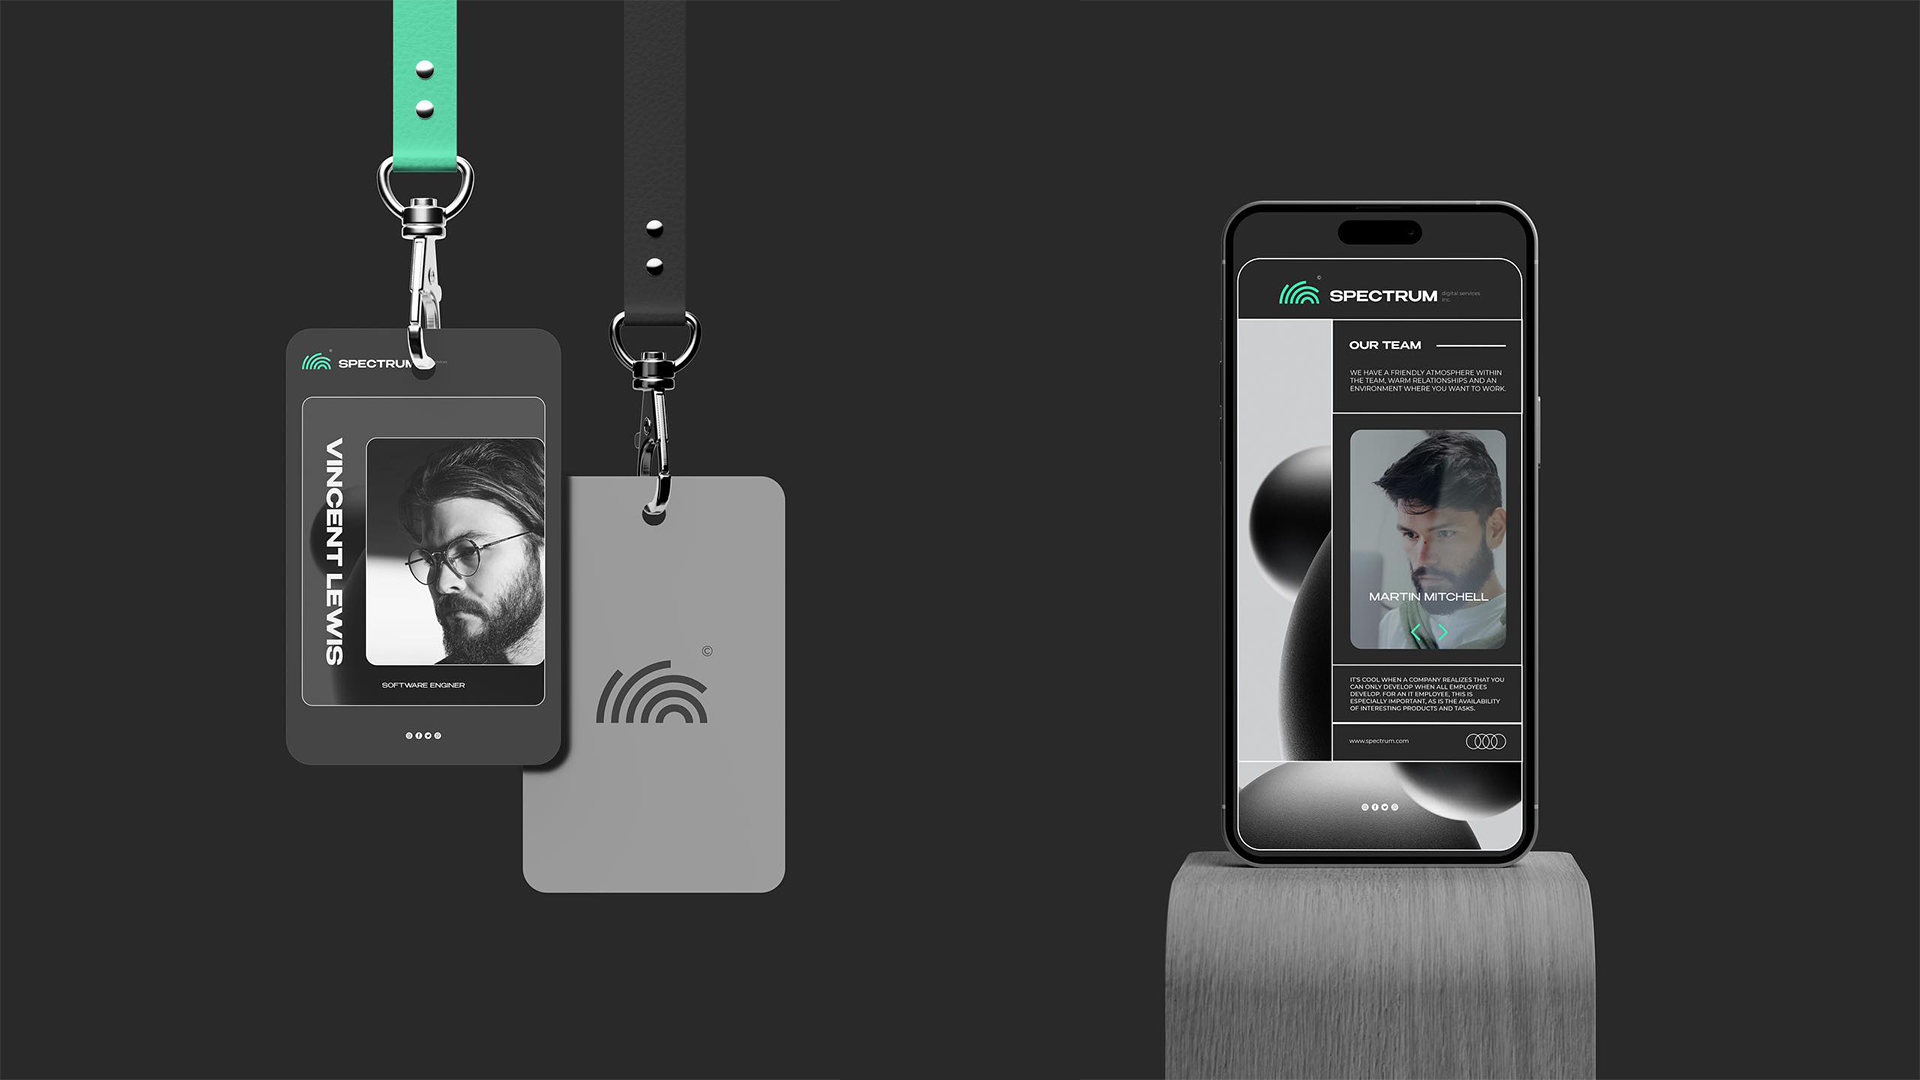 SPECTRUM
VINCENT LEWIS
SOFTWARE ENGINER
©
SPECTRUM
digital services
inc.
©
OUR TEAM
WE HAVE A FRIENDLY ATMOSPHERE WITHIN
THE TEAM, WARM RELATIONSHIPS AND AN
ENVIRONMENT WHERE YOU WANT TO WORK.
MARTIN MITCHELL
IT'S COOL WHEN A COMPANY REALIZES THAT YOU
CAN ONLY DEVELOP WHEN ALL EMPLOYEES
DEVELOP. FOR AN IT EMPLOYEE, THIS IS
ESPECIALLY IMPORTANT, AS IS THE AVAILABILITY
OF INTERESTING PRODUCTS AND TASKS.
www.spectrum.com